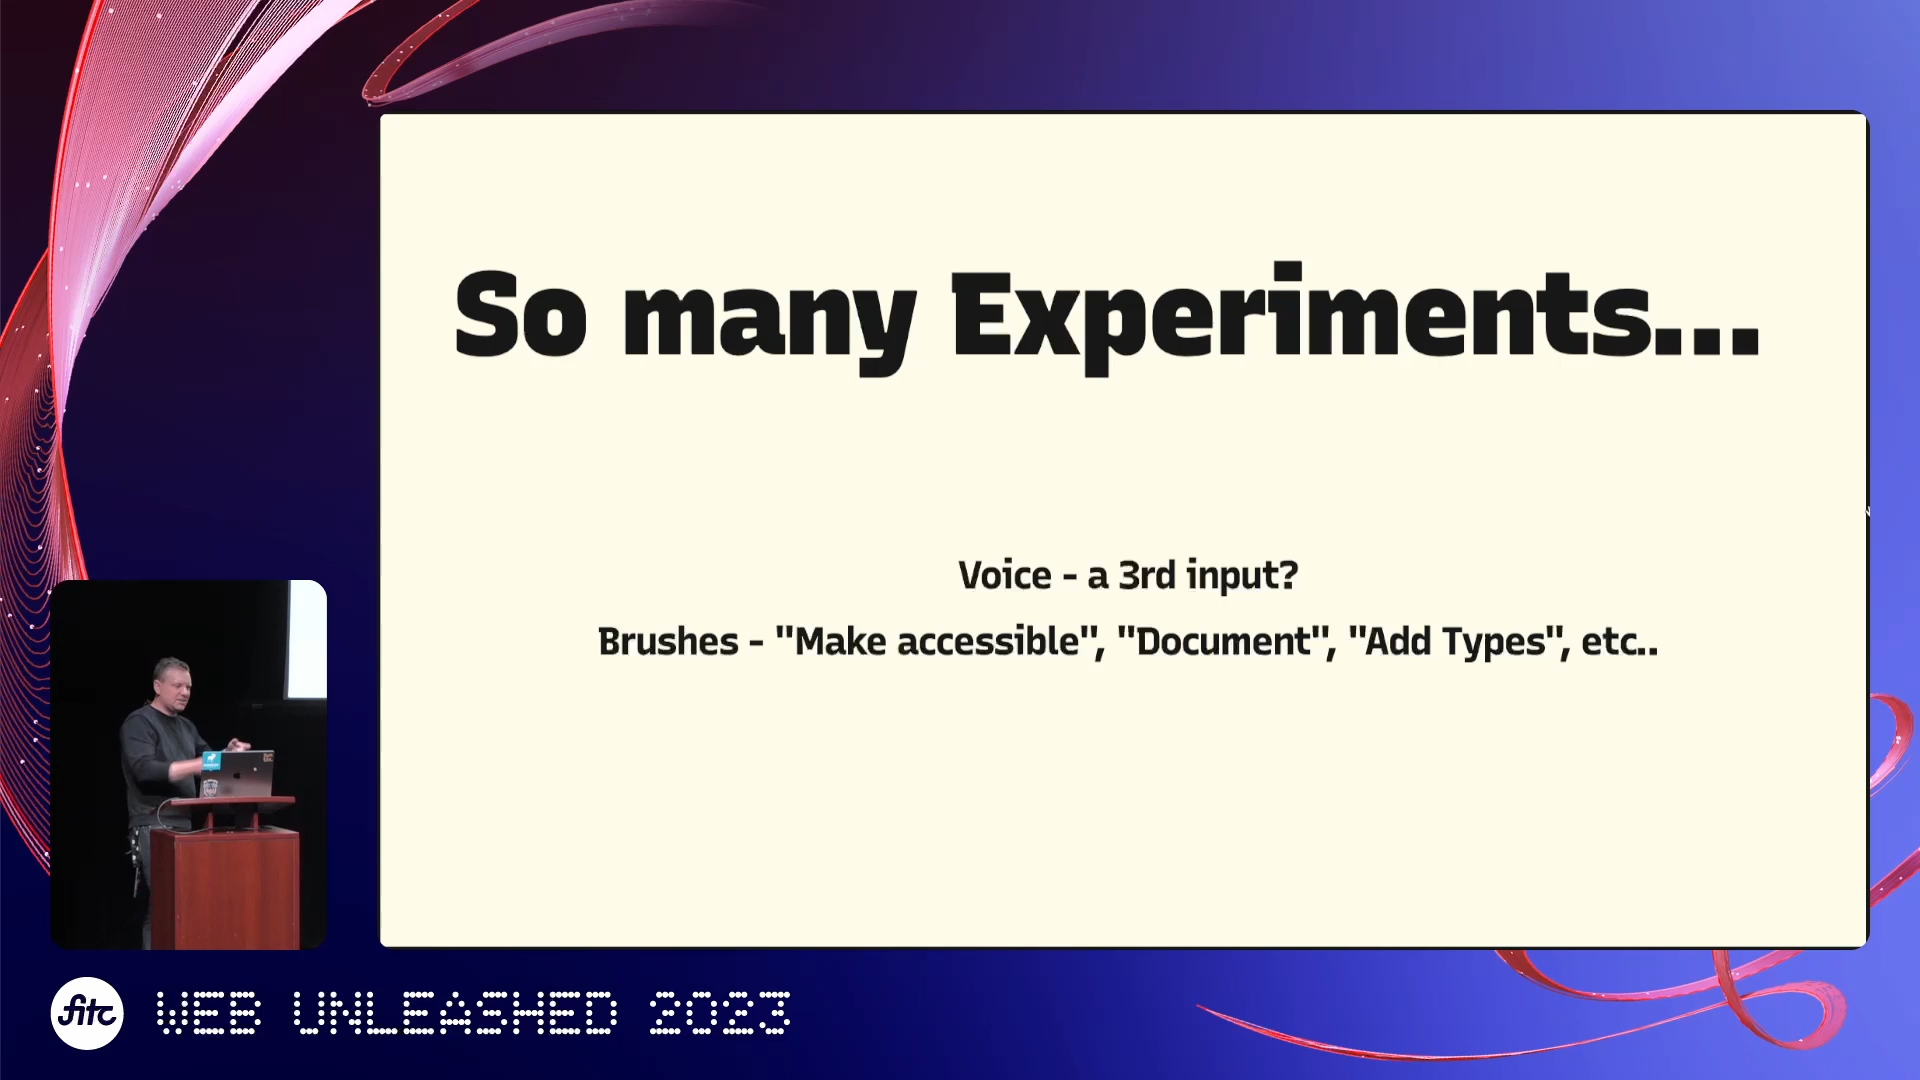 So many Experiments...
Voice - a 3rd input?
Brushes - "Make accessible", "Document", "Add Types", etc..
fitc
WEB UNLEASHED 2023